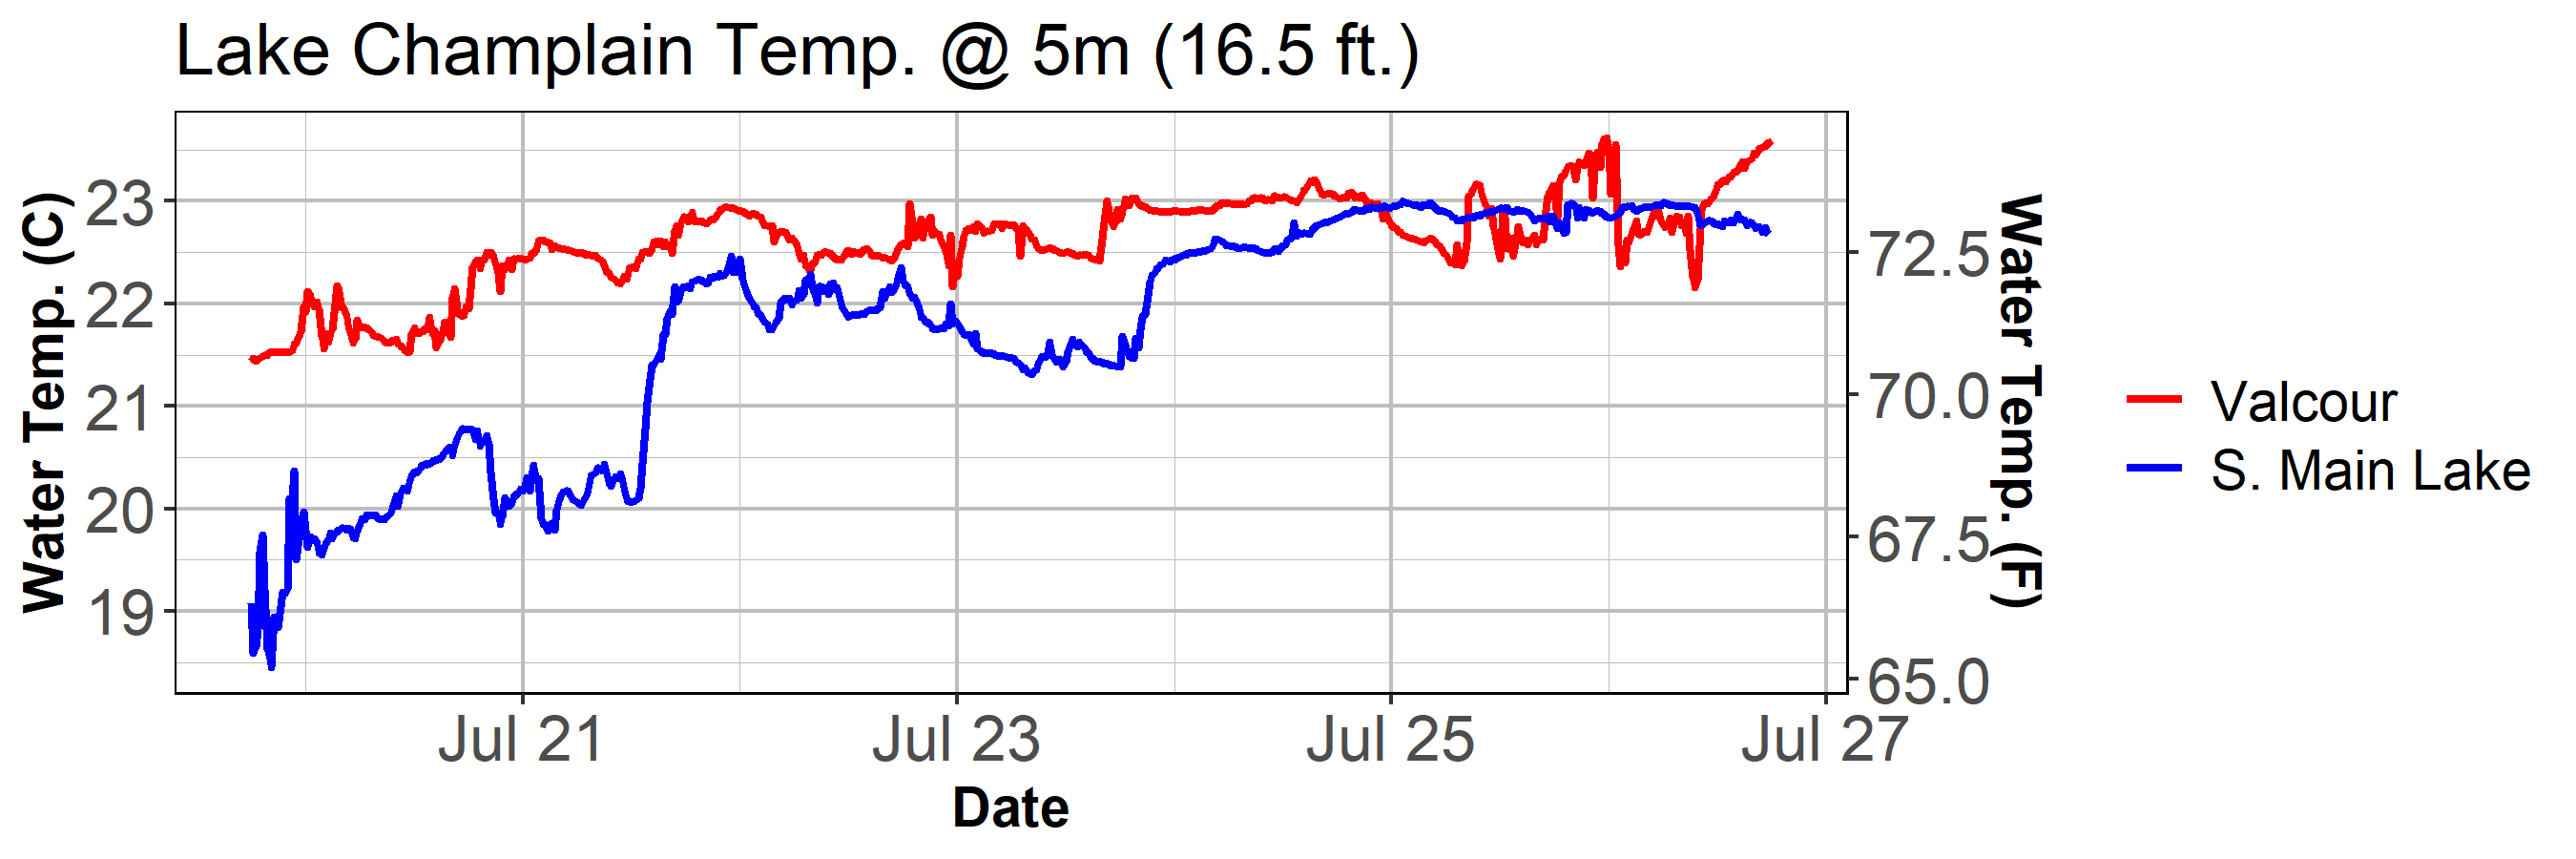 Lake Champlain Temp. @ 5m (16.5 ft.)
Water Temp. (C)
23
22
21
20
19
Water Temp. (F)
72.5
70.0
67.5
65.0
Jul 21
Jul 23
Jul 25
Jul 27
Date
Valcour
S. Main Lake